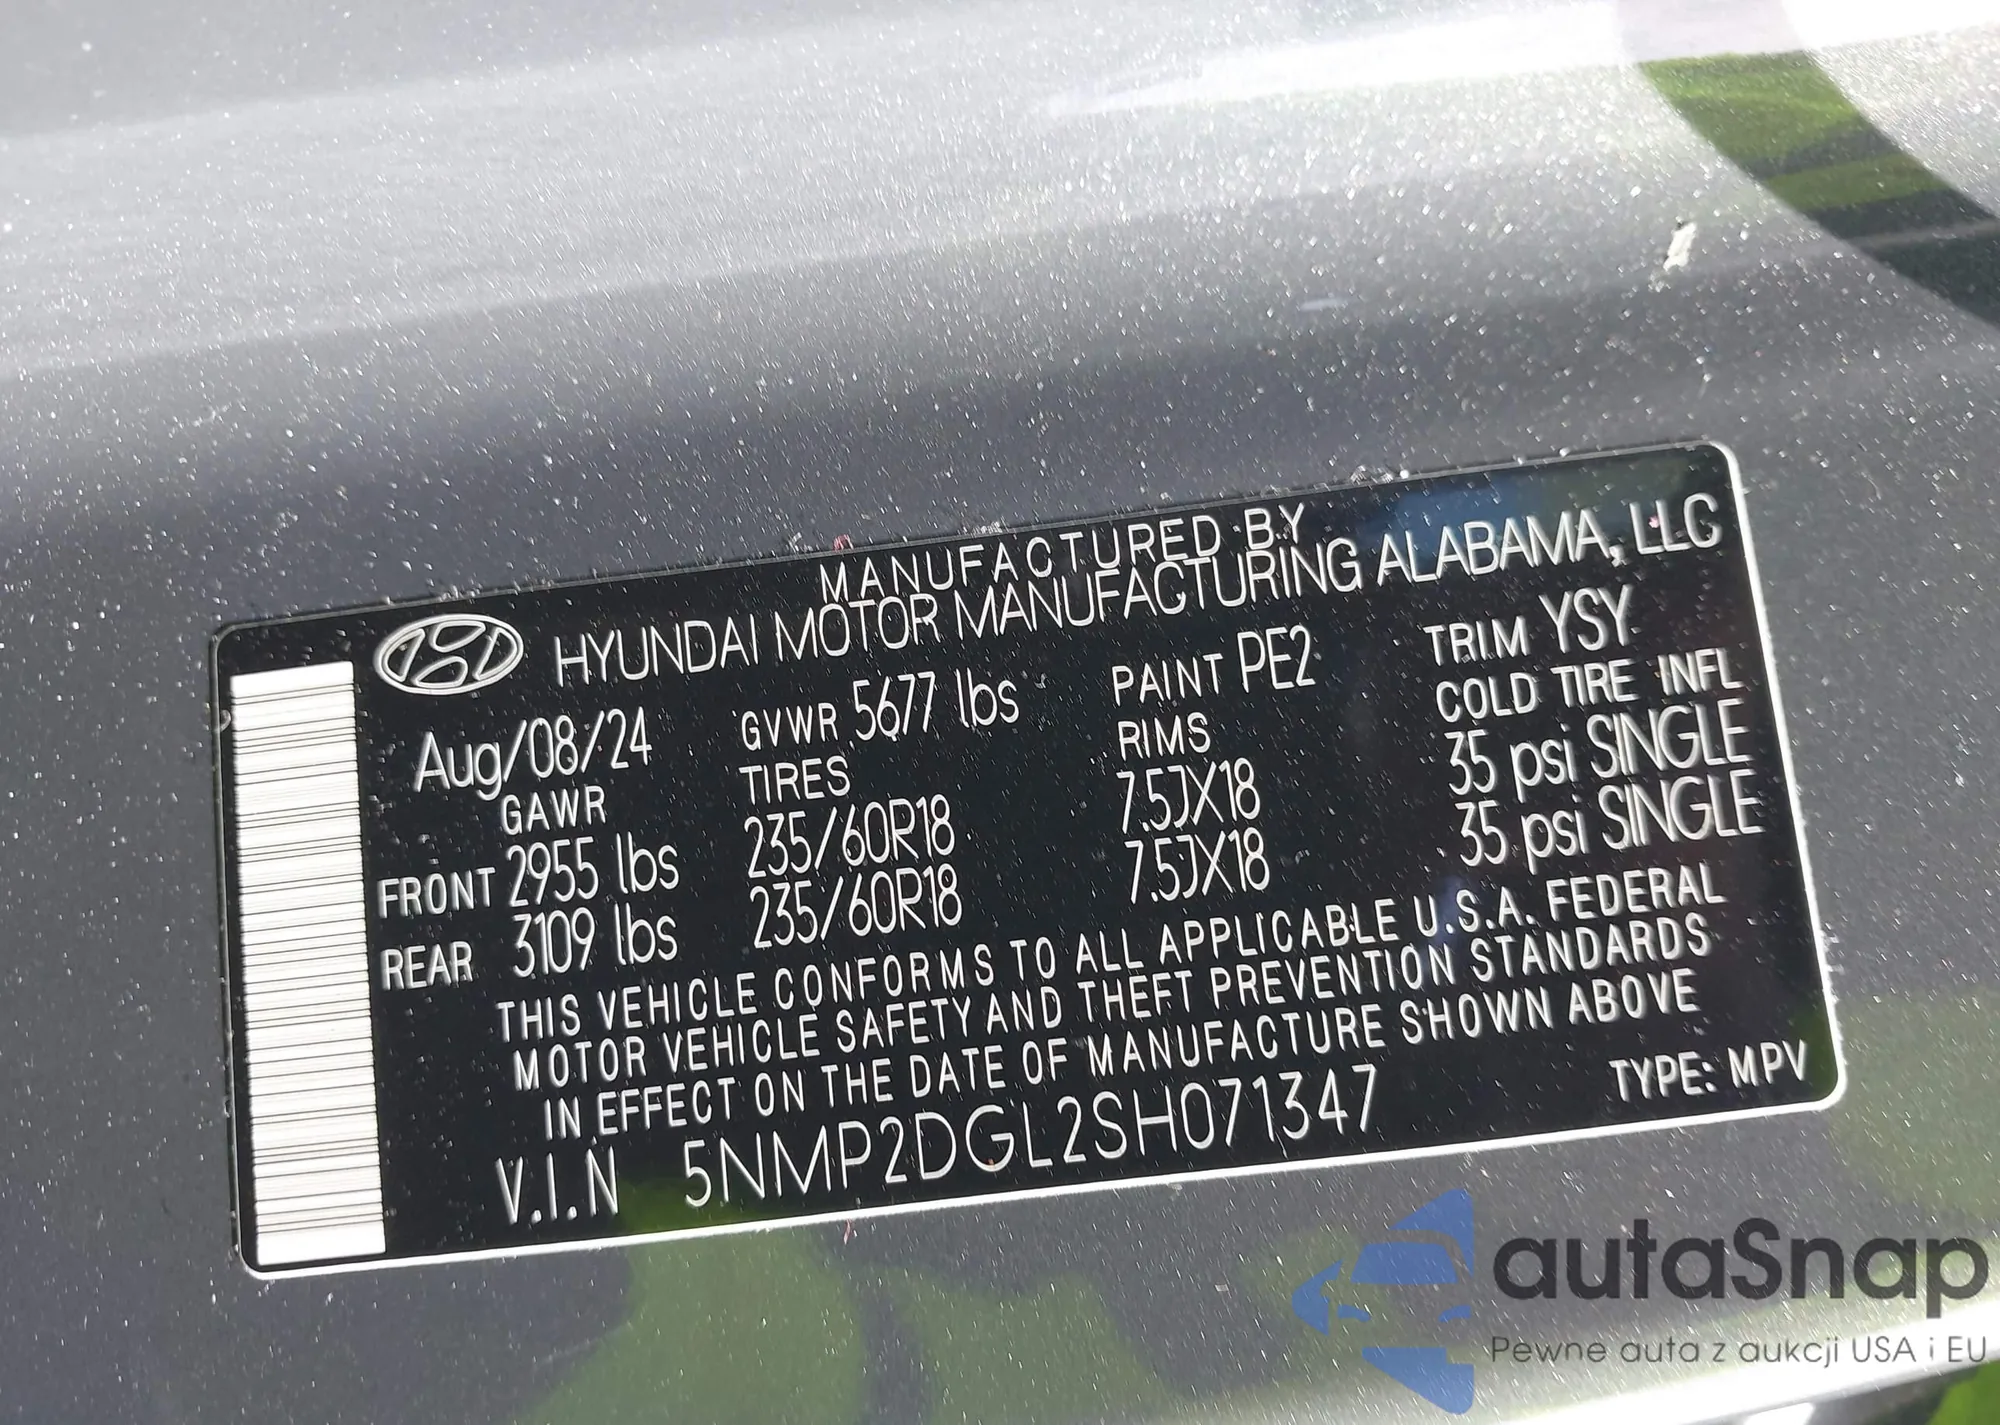 MANUFACTURED BY
HYUNDAI MOTOR MANUFACTURING ALABAMA, LLC
Aug/08/24 GVWR 5677 lbs PAINT PE2 TRIM YSY
GAWR TIRES RIMS COLD TIRE INFL
FRONT 2955 lbs 235/60R18 7.5JX18 35 psi SINGLE
REAR 3109 lbs 235/60R18 7.5JX18 35 psi SINGLE
THIS VEHICLE CONFORMS TO ALL APPLICABLE U.S.A. FEDERAL
MOTOR VEHICLE SAFETY AND THEFT PREVENTION STANDARDS
IN EFFECT ON THE DATE OF MANUFACTURE SHOWN ABOVE
V.I.N 5NMP2DGL2SH071347 TYPE: MPV
autaSnap
Pewne auta z aukcji USA i EU